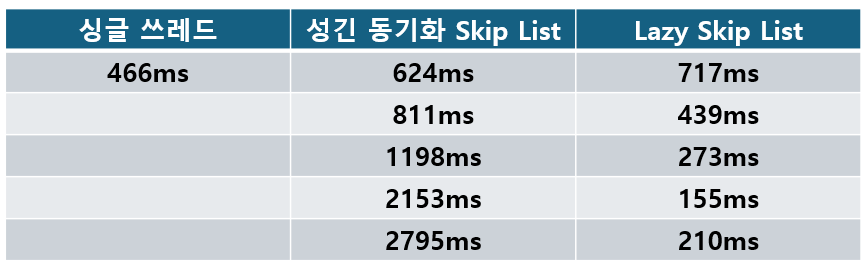 싱글 쓰레드 성긴 동기화 Skip List Lazy Skip List
466ms 624ms 717ms
811ms 439ms
1198ms 273ms
2153ms 155ms
2795ms 210ms